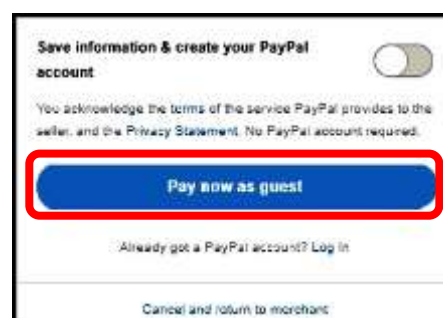 Save information & create your PayPal
account
You acknowledge the terms of the service PayPal provides to the
seller, and the Privacy Statement. No PayPal account required.
Pay now as guest
Already got a PayPal account? Log in
Cancel and return to merchant